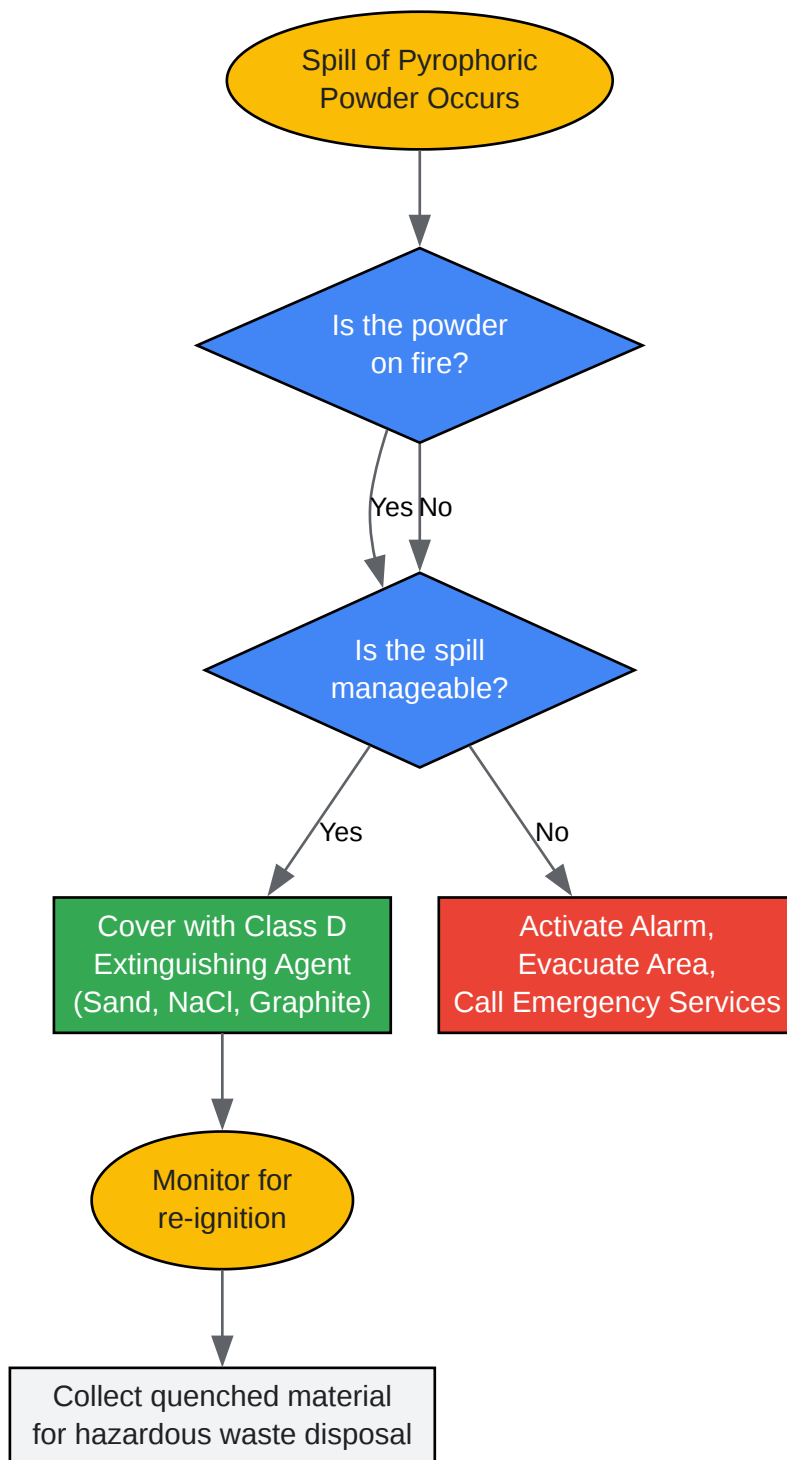 Spill of Pyrophoric
Powder Occurs
Is the powder
on fire?
Yes
No
Is the spill
manageable?
Yes
No
Cover with Class D
Extinguishing Agent
(Sand, NaCl, Graphite)
Activate Alarm,
Evacuate Area,
Call Emergency Services
Monitor for
re-ignition
Collect quenched material
for hazardous waste disposal